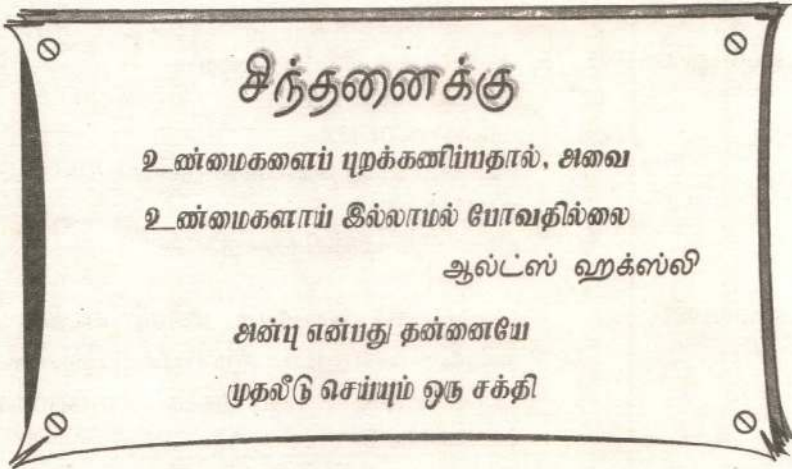 சிந்தனைக்கு
உண்மைகளைப் புறக்கணிப்பதால், அவை
உண்மைகளாய் இல்லாமல் போவதில்லை
ஆல்ட்ஸ் ஹக்ஸ்லி
அன்பு என்பது தன்னையே
முதலீடு செய்யும் ஒரு சக்தி